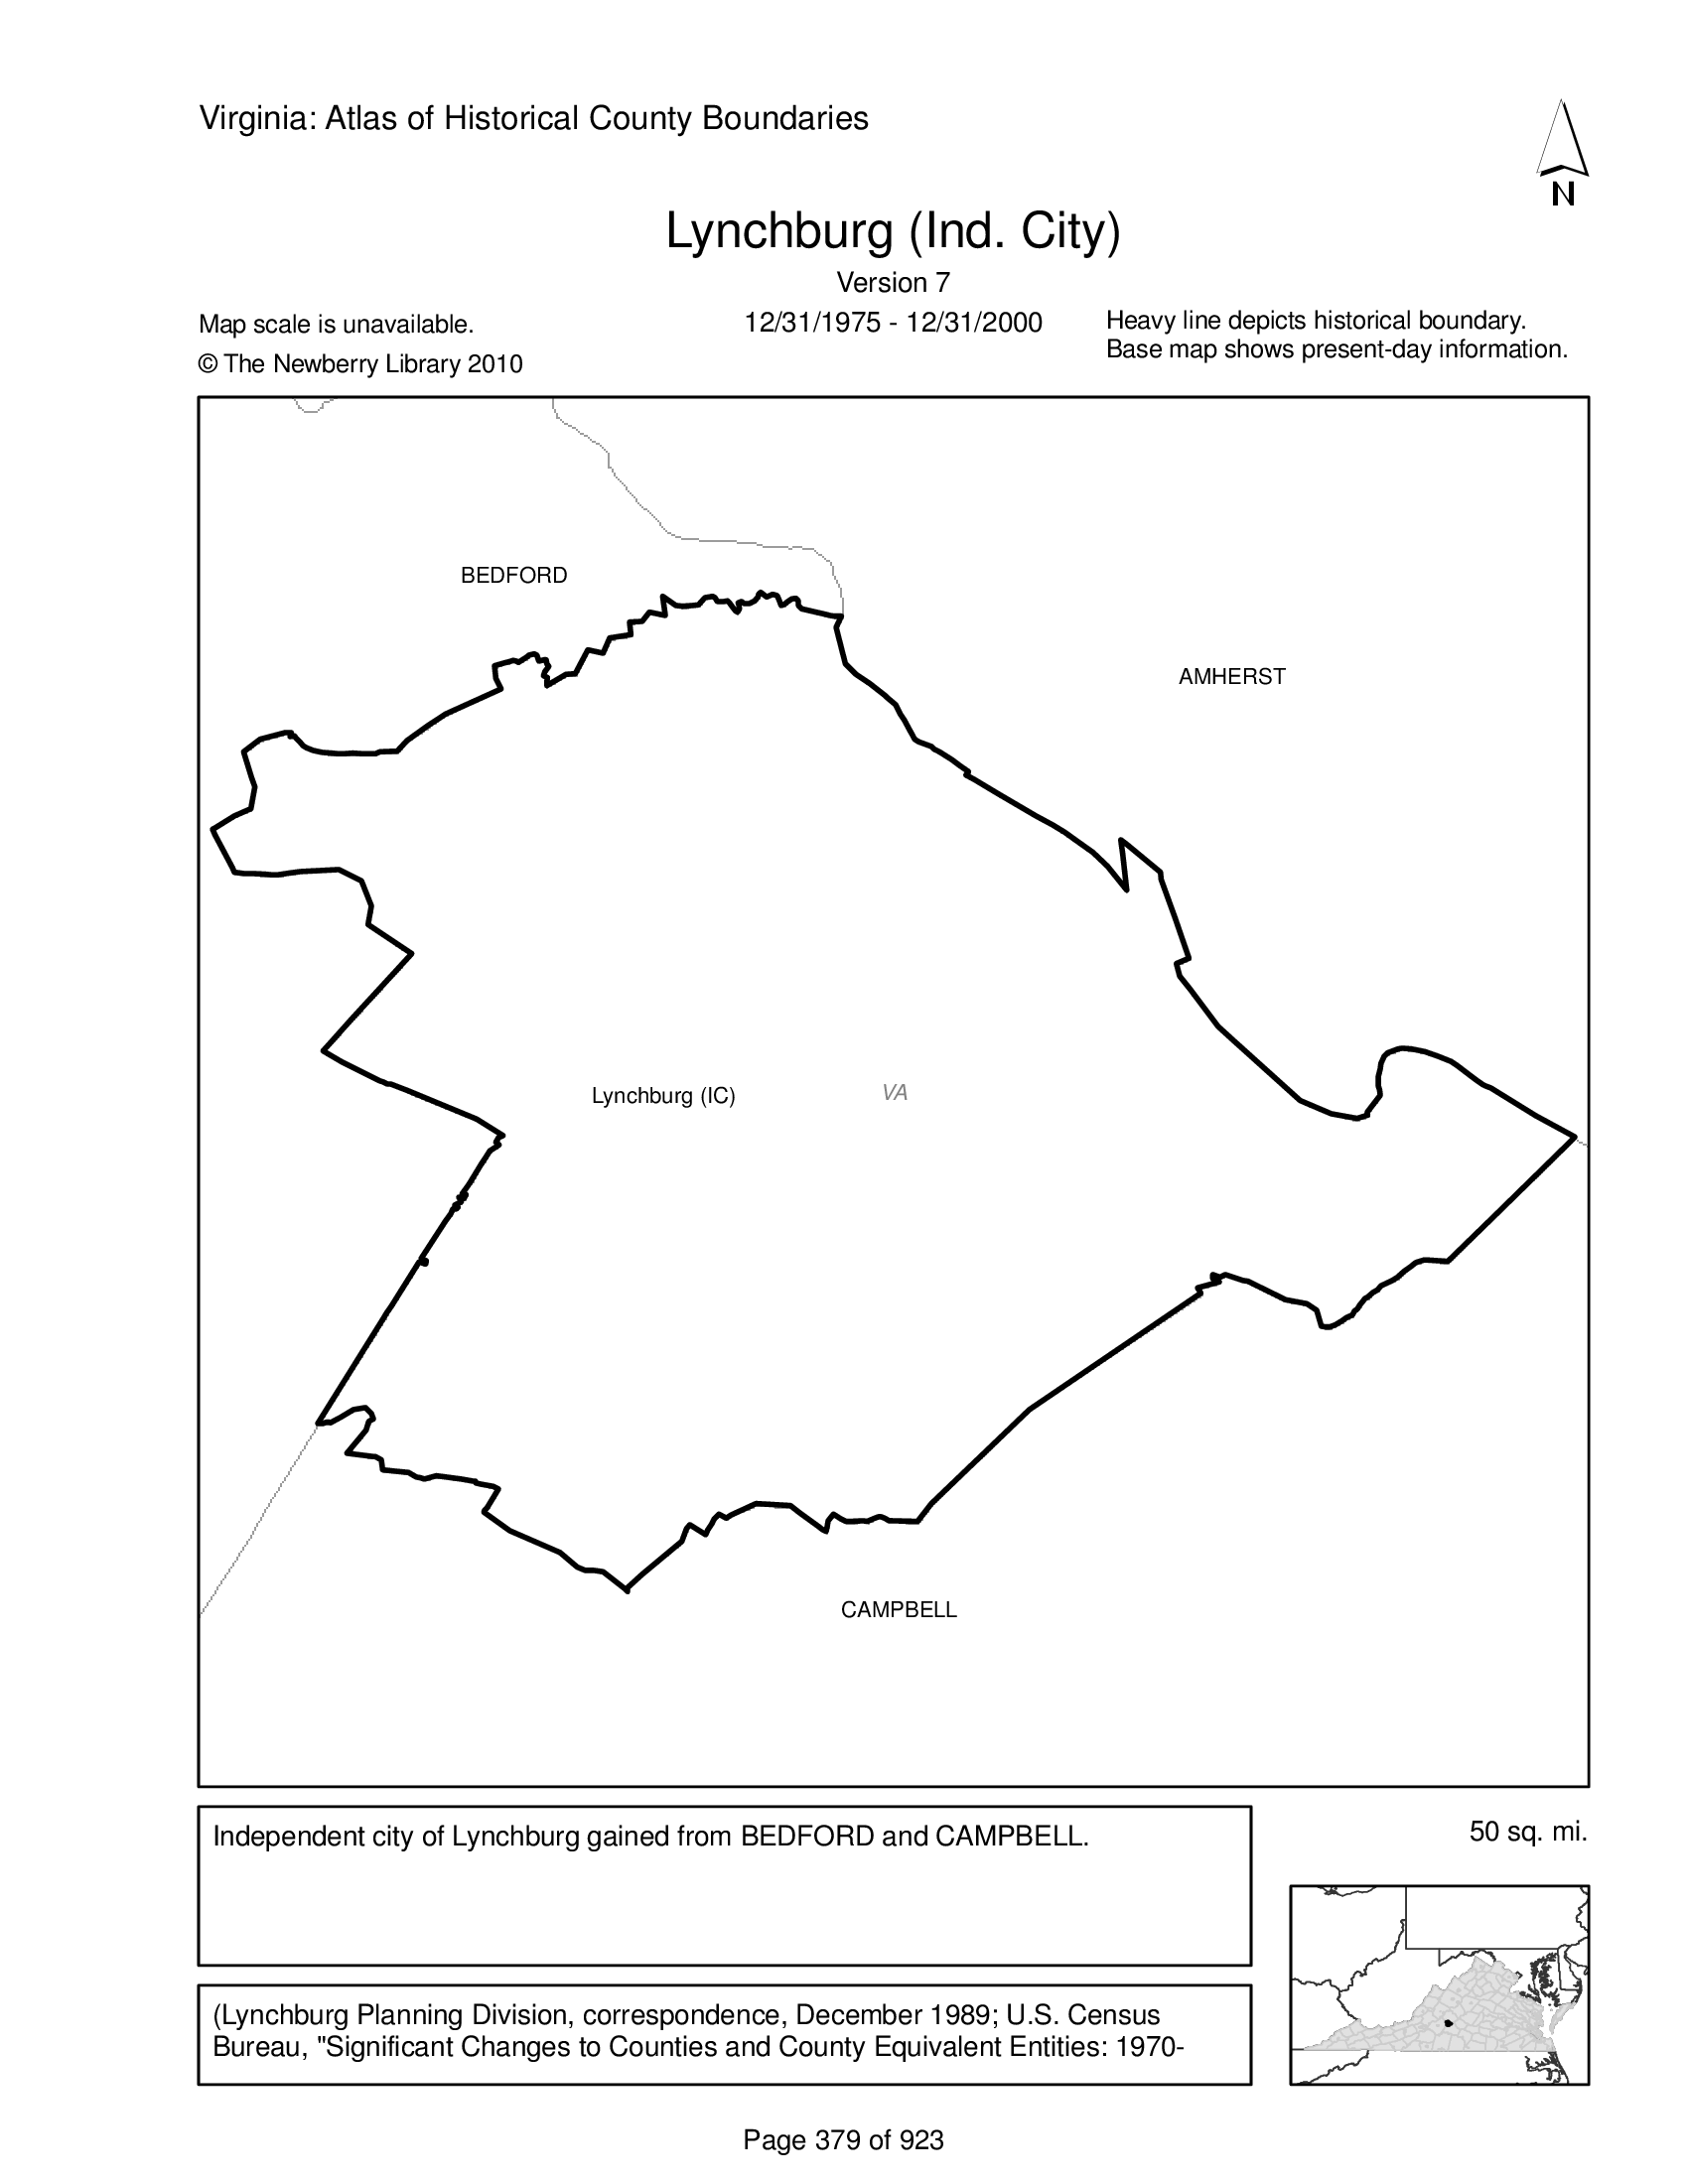 Virginia: Atlas of Historical County Boundaries
N
Lynchburg (Ind. City)
Version 7
Map scale is unavailable.
12/31/1975 - 12/31/2000
Heavy line depicts historical boundary.
© The Newberry Library 2010
Base map shows present-day information.
BEDFORD
AMHERST
Lynchburg (IC)
VA
CAMPBELL
Independent city of Lynchburg gained from BEDFORD and CAMPBELL.
50 sq. mi.
(Lynchburg Planning Division, correspondence, December 1989; U.S. Census
Bureau, "Significant Changes to Counties and County Equivalent Entities: 1970-
Page 379 of 923